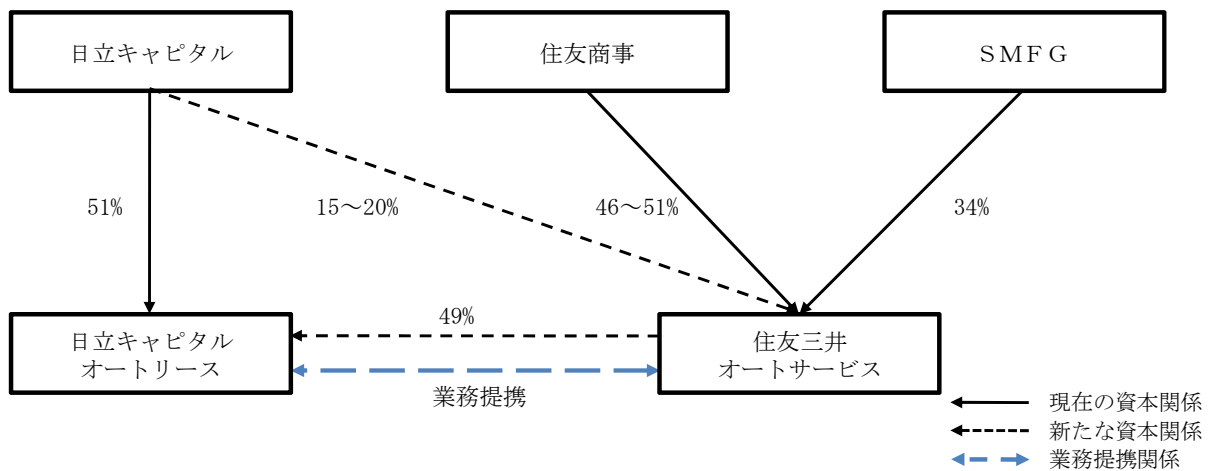 日立キャピタル
住友商事
ＳＭＦＧ
51%
15～20%
46～51%
34%
日立キャピタル
オートリース
49%
業務提携
住友三井
オートサービス
現在の資本関係
新たな資本関係
業務提携関係